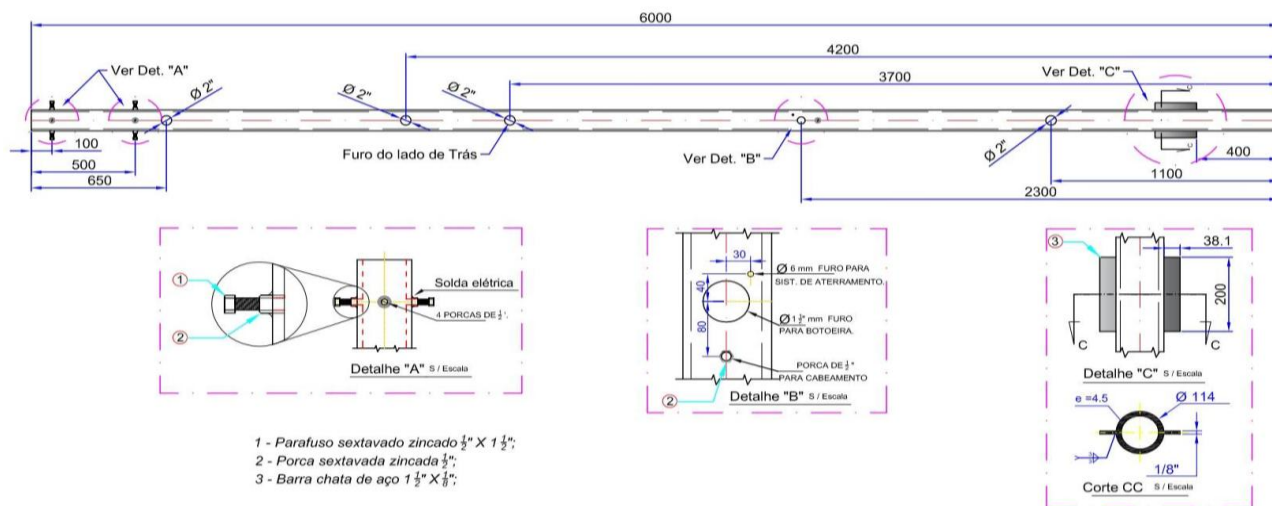 6000
4200
3700
Ver Det. "A"
Ver Det. "C"
Ø 2"
Ø 2"
Ø 2"
Furo do lado de Trás
Ver Det. "B"
Ø 2"
100
500
650
400
1100
2300
1
2
Solda elétrica
4 PORCAS DE 1/2".
Detalhe "A" S / Escala
30
40
80
Ø 6 mm FURO PARA
SIST. DE ATERRAMENTO.
Ø 1 1/2" mm FURO
PARA BOTOEIRA.
PORCA DE 1/2"
PARA CABEAMENTO
2
Detalhe "B" S / Escala
3
38.1
200
C
C
Detalhe "C" S / Escala
e =4.5
Ø 114
1/8"
Corte CC S / Escala
1 - Parafuso sextavado zincado 1/2" X 1 1/2";
2 - Porca sextavada zincada 1/2";
3 - Barra chata de aço 1 1/2" X 1/8";